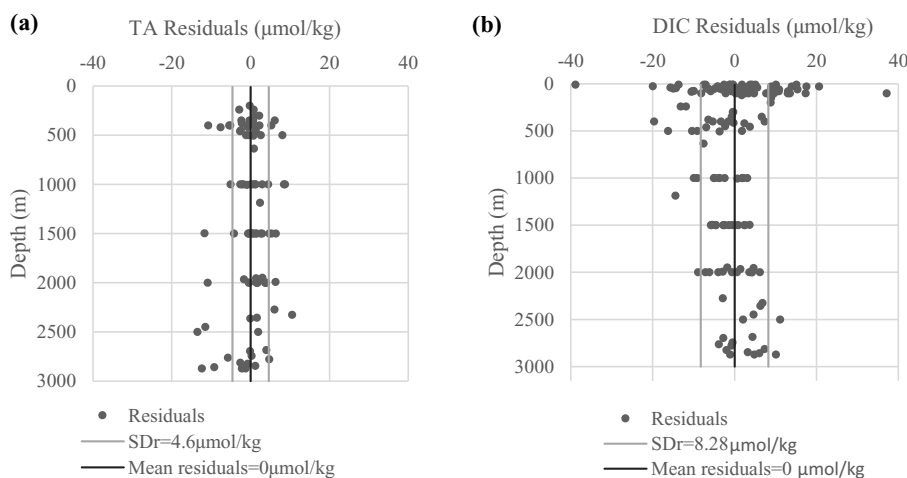 (a)
TA Residuals (μmol/kg)
-40 -20 0 20 40
0
500
1000
1500
2000
2500
3000
Depth (m)
Residuals
SDr=4.6μmol/kg
Mean residuals=0μmol/kg
(b)
DIC Residuals (μmol/kg)
-40 -20 0 20 40
0
500
1000
1500
2000
2500
3000
Depth (m)
Residuals
SDr=8.28μmol/kg
Mean residuals=0 μmol/kg